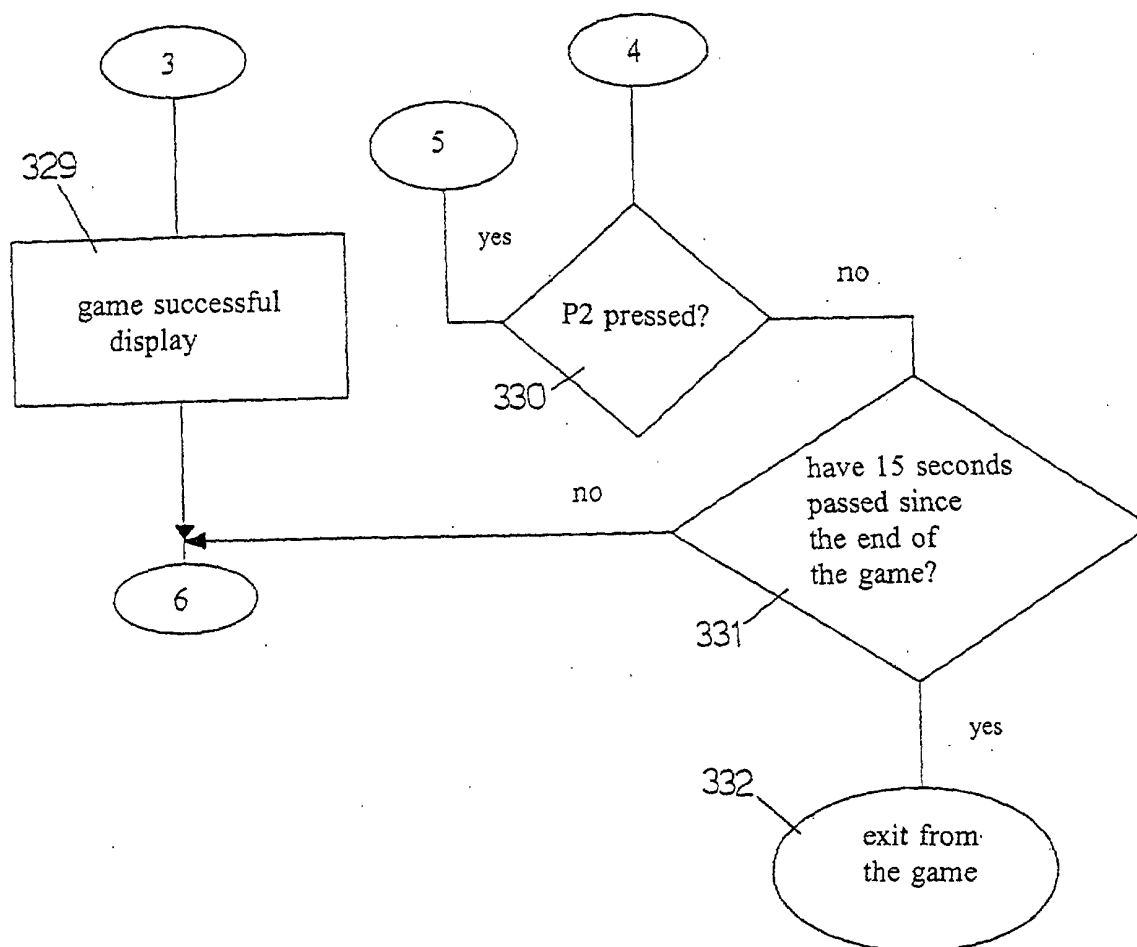 3
4
5
329
yes
no
game successful
display
P2 pressed?
330
have 15 seconds
passed since
the end of
the game?
no
6
331
yes
332
exit from
the game